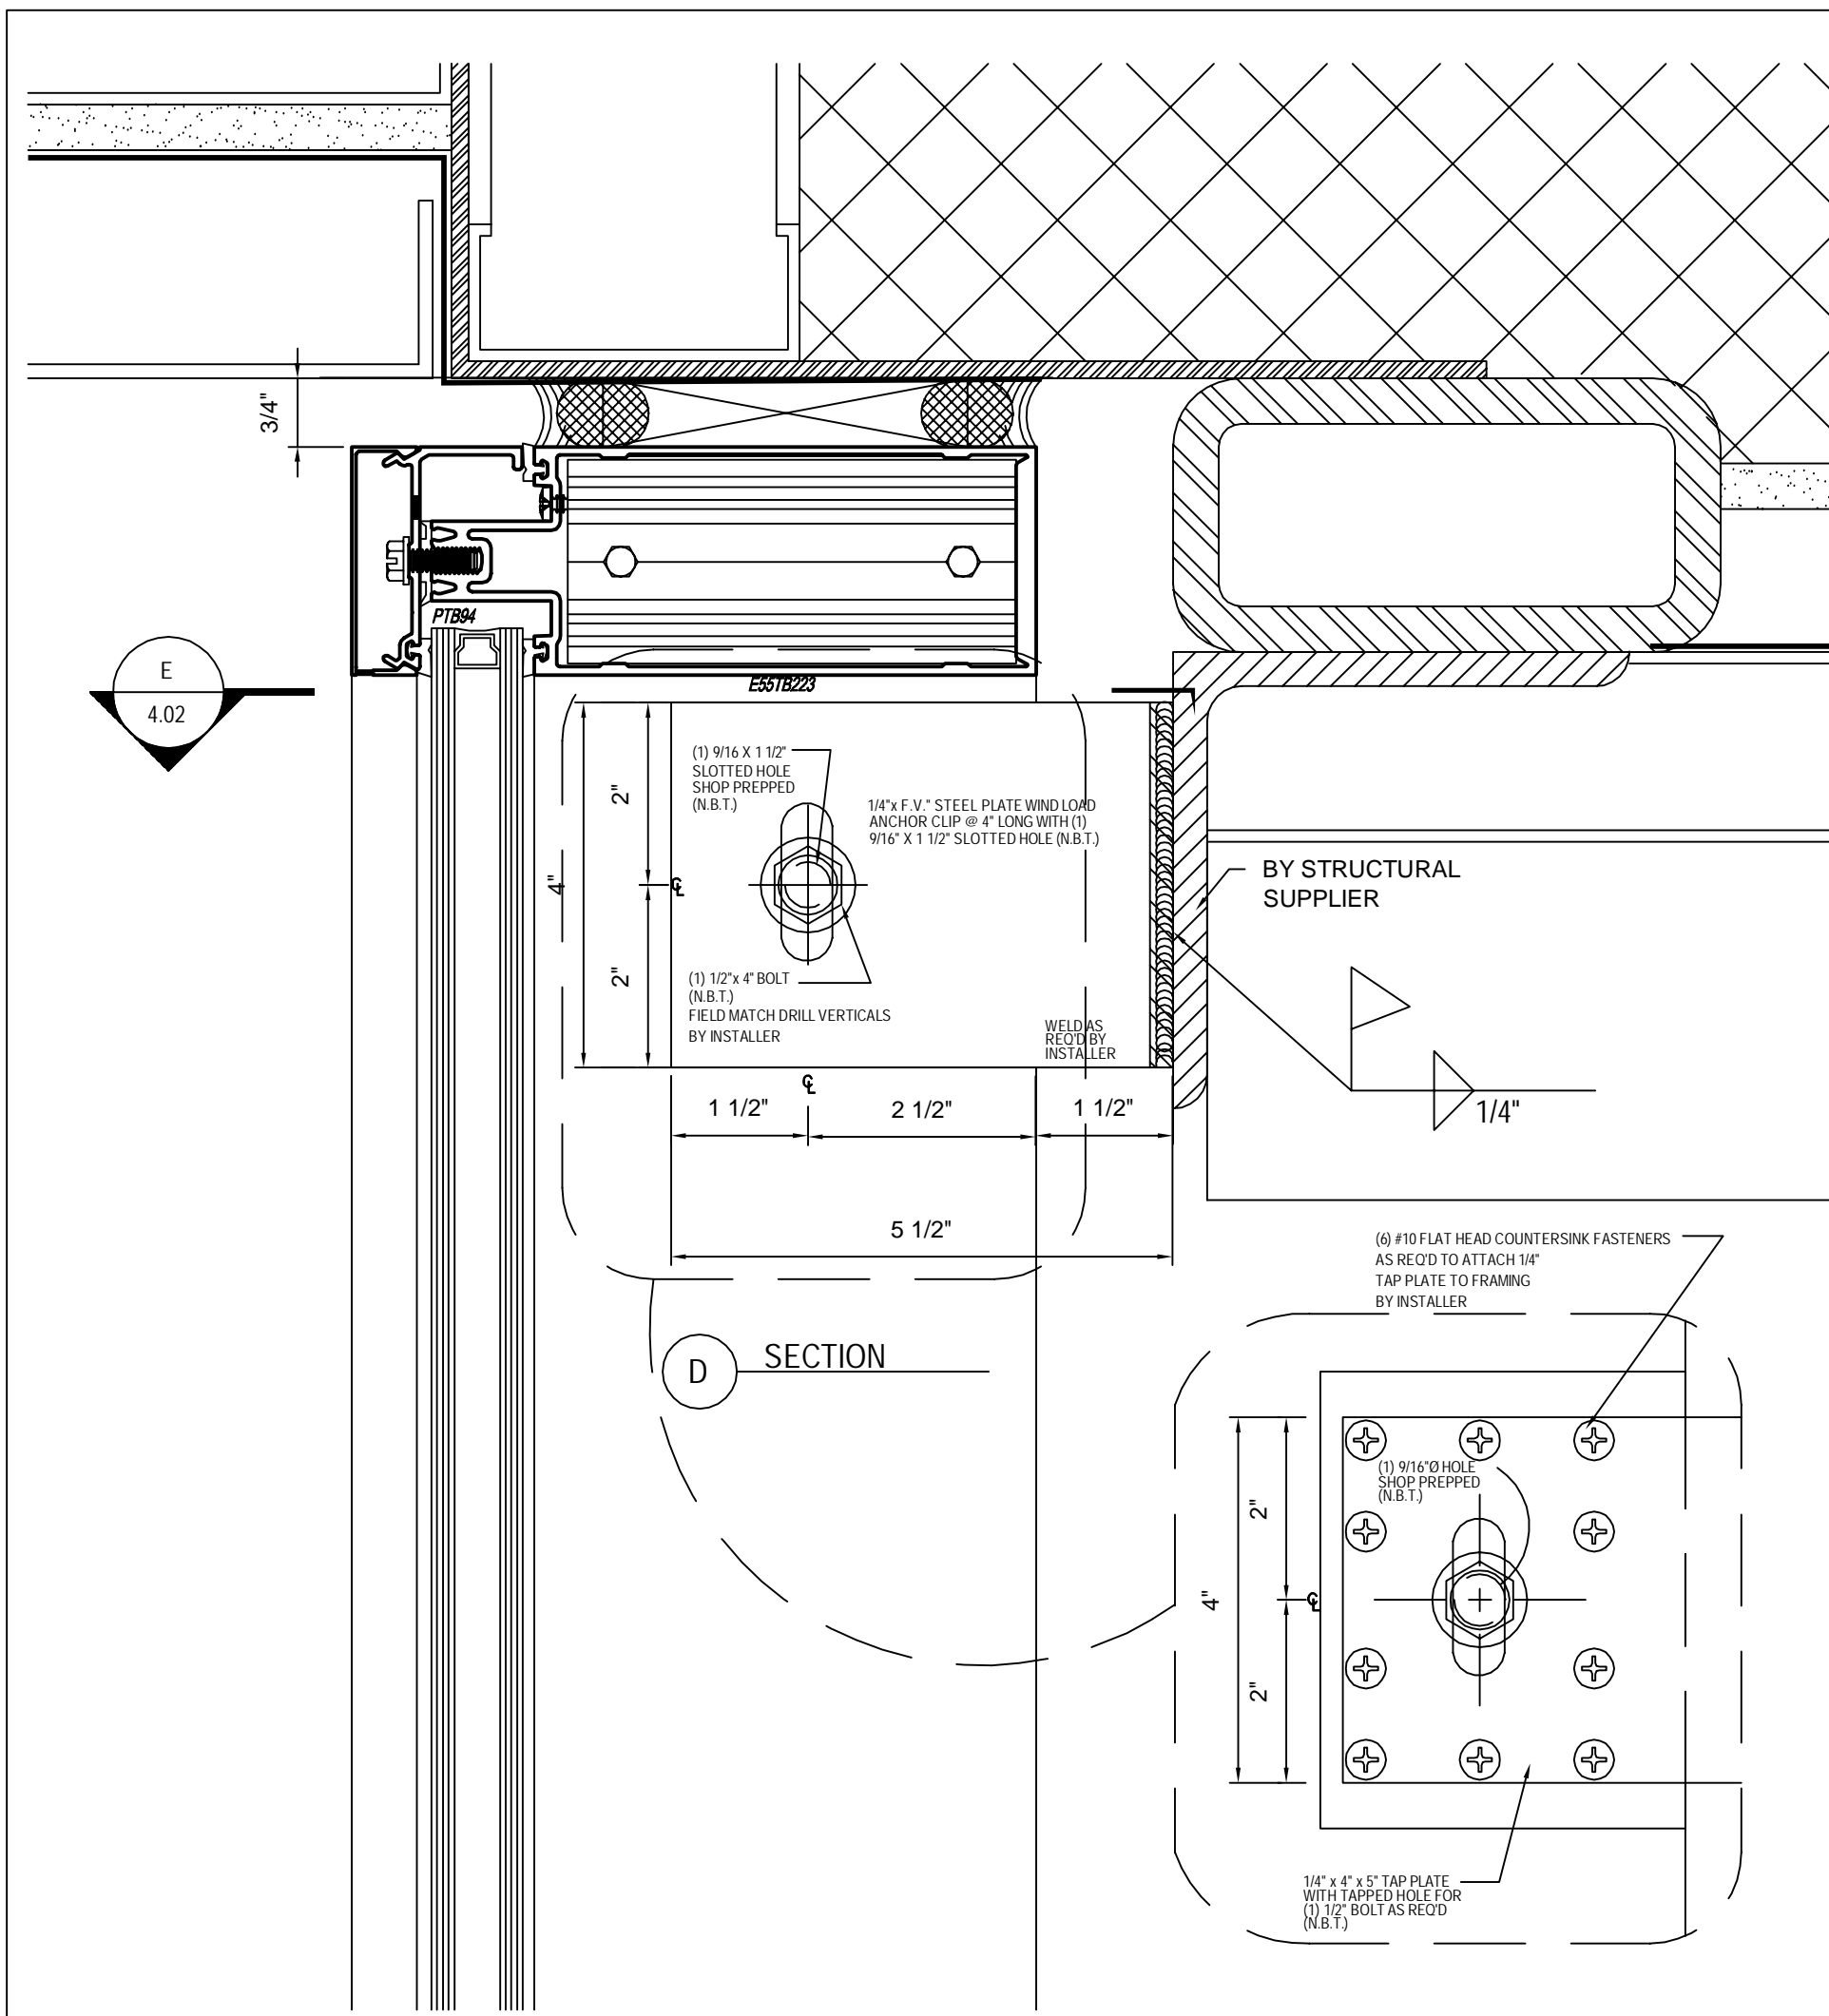 3/4"
PTB94
E
4.02
E55TB223
(1) 9/16 X 1 1/2"
SLOTTED HOLE
SHOP PREPPED
(N.B.T.)
2"
1/4"x F.V." STEEL PLATE WIND LOAD
ANCHOR CLIP @ 4" LONG WITH (1)
9/16" X 1 1/2" SLOTTED HOLE (N.B.T.)
4"
℄
BY STRUCTURAL
SUPPLIER
2"
(1) 1/2"x 4" BOLT
(N.B.T.)
FIELD MATCH DRILL VERTICALS
BY INSTALLER
WELD AS
REQ'D BY
INSTALLER
℄
1 1/2"
2 1/2"
1 1/2"
1/4"
5 1/2"
(6) #10 FLAT HEAD COUNTERSINK FASTENERS
AS REQ'D TO ATTACH 1/4"
TAP PLATE TO FRAMING
BY INSTALLER
D
SECTION
(1) 9/16"Ø HOLE
SHOP PREPPED
(N.B.T.)
2"
4"
℄
2"
1/4" x 4" x 5" TAP PLATE
WITH TAPPED HOLE FOR
(1) 1/2" BOLT AS REQ'D
(N.B.T.)